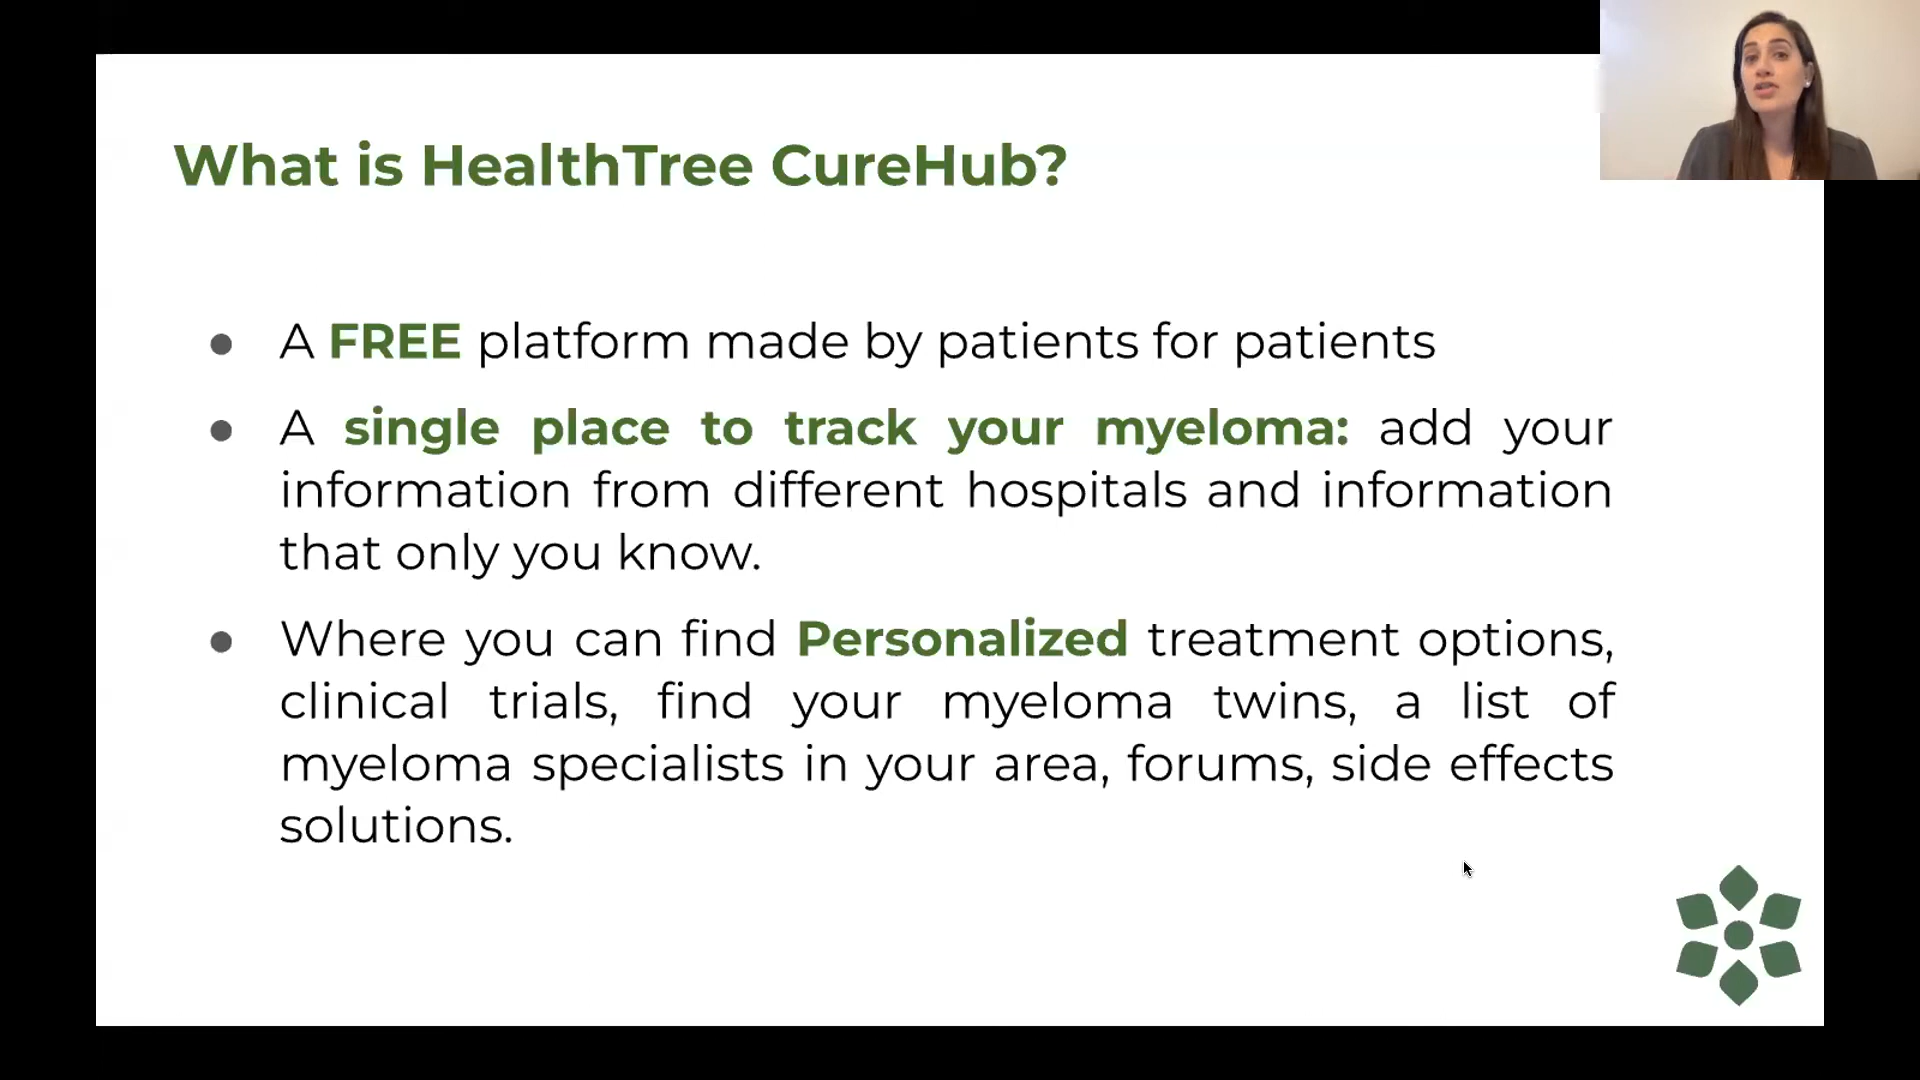 What is HealthTree CureHub?
● A FREE platform made by patients for patients
● A single place to track your myeloma: add your
information from different hospitals and information
that only you know.
● Where you can find Personalized treatment options,
clinical trials, find your myeloma twins, a list of
myeloma specialists in your area, forums, side effects
solutions.